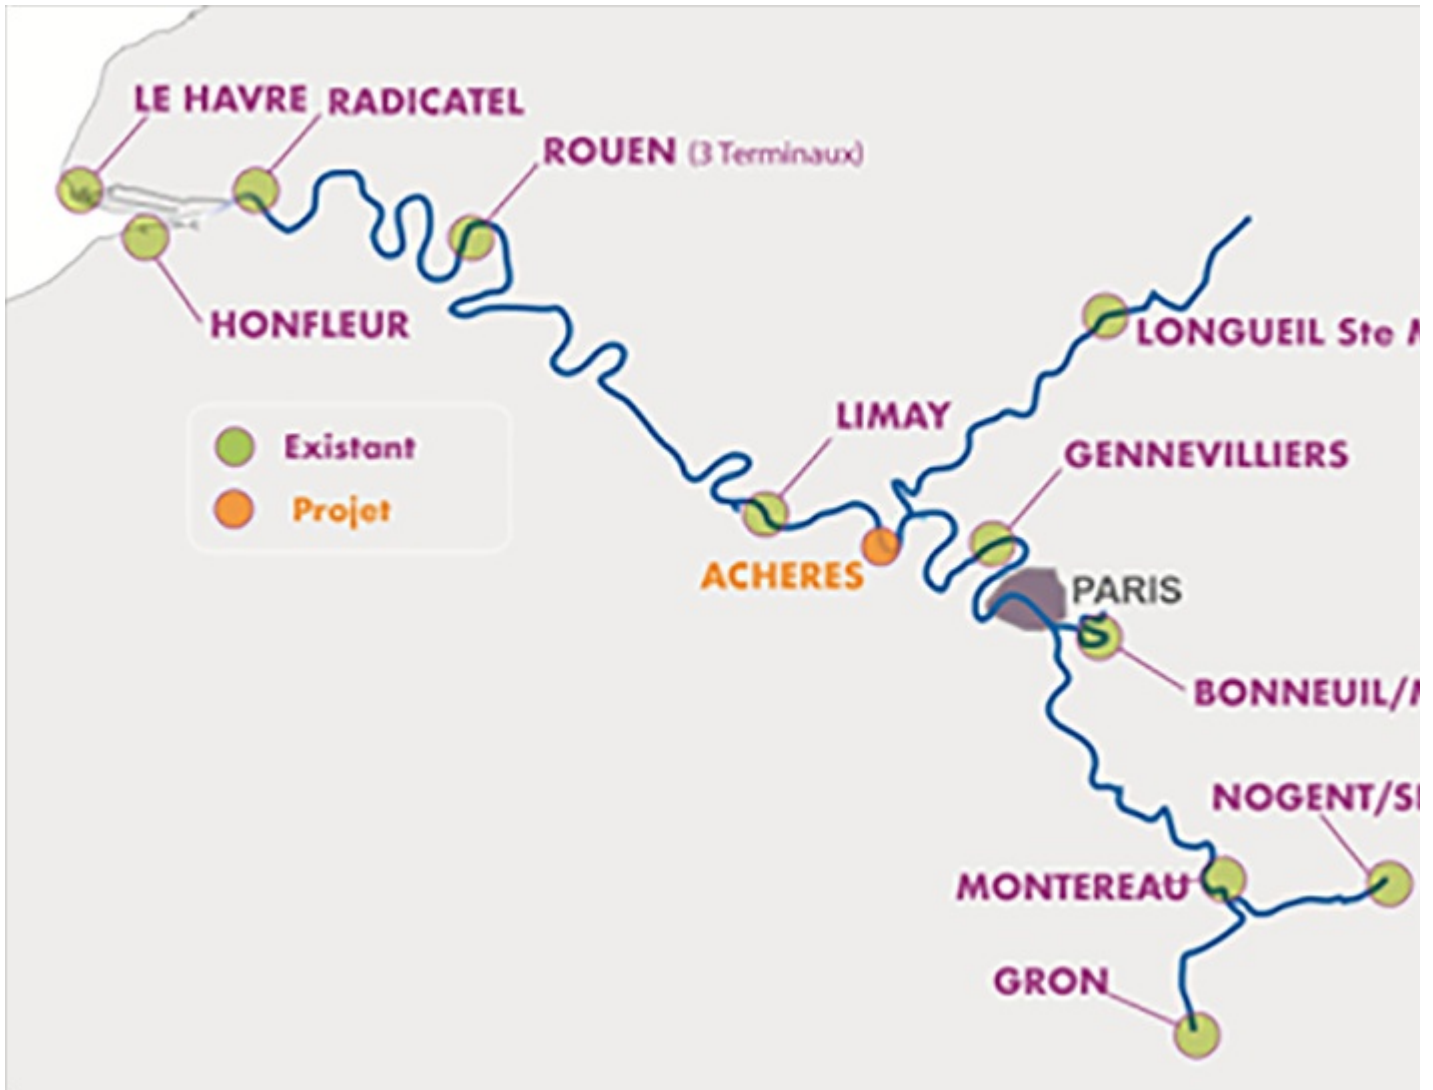 LE HAVRE
RADICATEL
ROUEN (3 Terminaux)
HONFLEUR
LONGUEIL Ste
Existant
Projet
LIMAY
GENNEVILLIERS
ACHERES
PARIS
BONNEUIL/
NOGENT/S
MONTEREAU
GRON